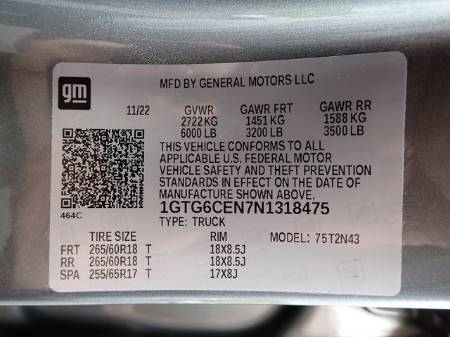 gm
MFD BY GENERAL MOTORS LLC
11/22 GVWR GAWR FRT GAWR RR
2722 KG 1451 KG 1588 KG
6000 LB 3200 LB 3500 LB
THIS VEHICLE CONFORMS TO ALL
APPLICABLE U.S. FEDERAL MOTOR
VEHICLE SAFETY AND THEFT PREVENTION
STANDARDS IN EFFECT ON THE DATE OF
MANUFACTURE SHOWN ABOVE.
464C 1GTG6CEN7N1318475
TYPE: TRUCK
TIRE SIZE RIM MODEL: 75T2N43
FRT 265/60R18 T 18X8.5J
RR 265/60R18 T 18X8.5J
SPA 255/65R17 T 17X8J